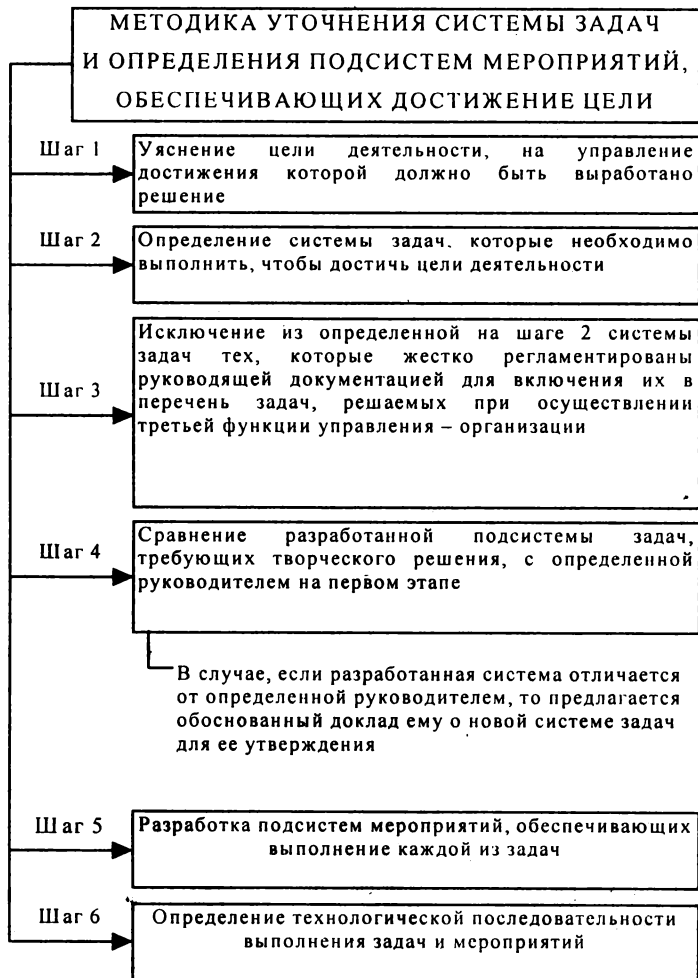 МЕТОДИКА УТОЧНЕНИЯ СИСТЕМЫ ЗАДАЧ
И ОПРЕДЕЛЕНИЯ ПОДСИСТЕМ МЕРОПРИЯТИЙ,
ОБЕСПЕЧИВАЮЩИХ ДОСТИЖЕНИЕ ЦЕЛИ
Шаг 1
Уяснение цели деятельности, на управление
достижения которой должно быть выработано
решение
Шаг 2
Определение системы задач, которые необходимо
выполнить, чтобы достичь цели деятельности
Шаг 3
Исключение из определенной на шаге 2 системы
задач тех, которые жестко регламентированы
руководящей документацией для включения их в
перечень задач, решаемых при осуществлении
третьей функции управления – организации
Шаг 4
Сравнение разработанной подсистемы задач,
требующих творческого решения, с определенной
руководителем на первом этапе
В случае, если разработанная система отличается
от определенной руководителем, то предлагается
обоснованный доклад ему о новой системе задач
для ее утверждения
Шаг 5
Разработка подсистем мероприятий, обеспечивающих
выполнение каждой из задач
Шаг 6
Определение технологической последовательности
выполнения задач и мероприятий